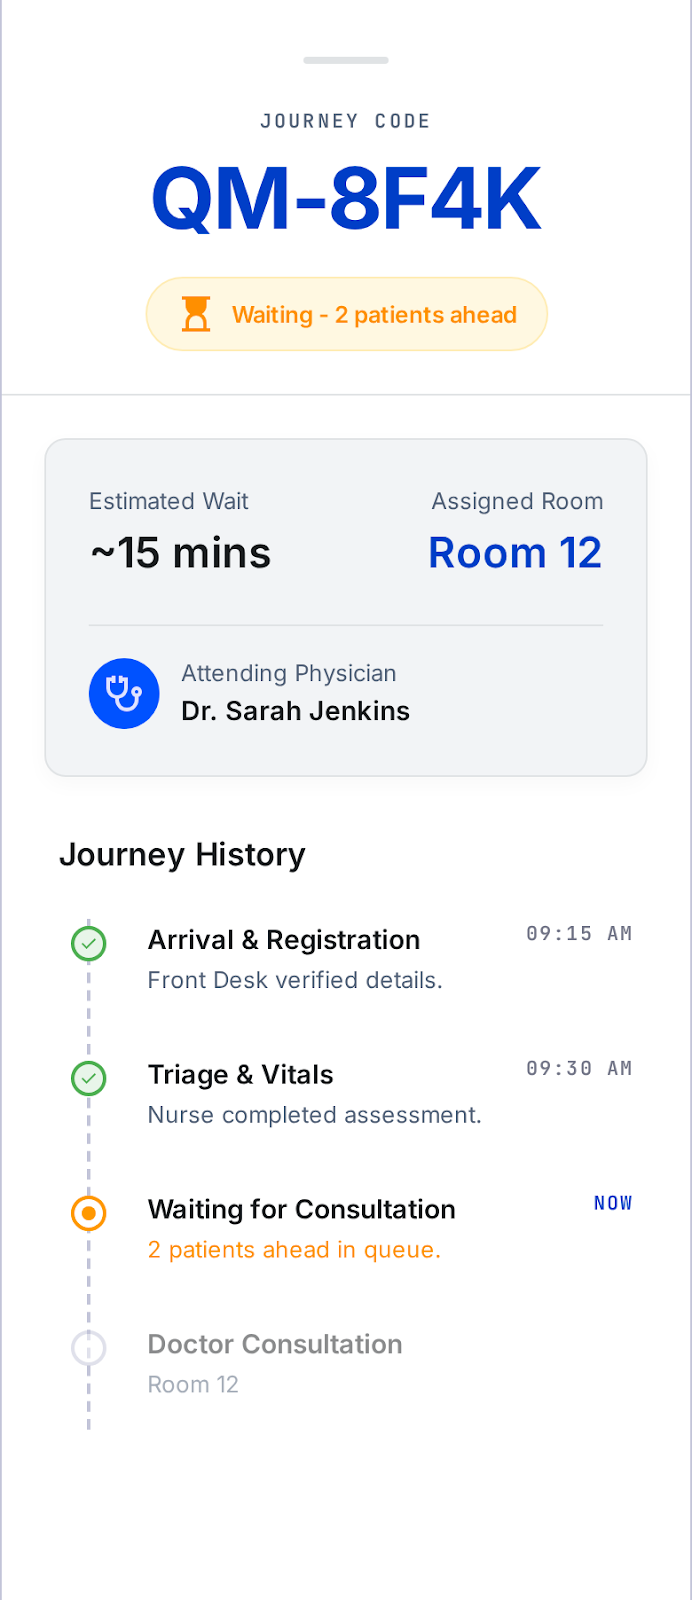 JOURNEY CODE
QM-8F4K
Waiting - 2 patients ahead
Estimated Wait
~15 mins
Assigned Room
Room 12
Attending Physician
Dr. Sarah Jenkins
Journey History
Arrival & Registration
09:15 AM
Front Desk verified details.
Triage & Vitals
09:30 AM
Nurse completed assessment.
Waiting for Consultation
NOW
2 patients ahead in queue.
Doctor Consultation
Room 12